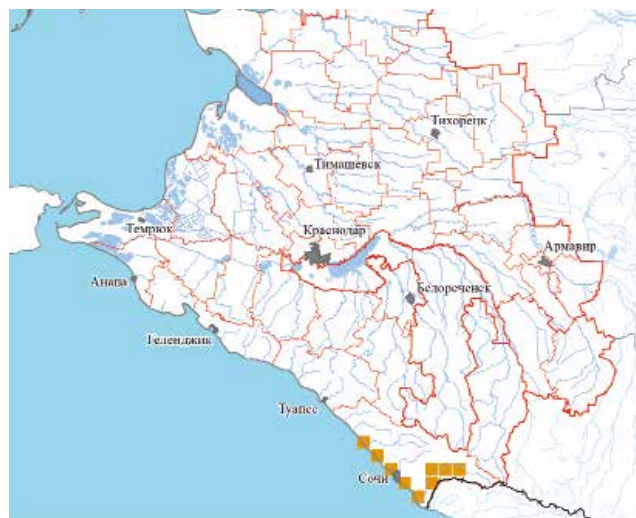 Тихорецк
Тимашевск
Темрюк
Краснодар
Армавир
Анапа
Белореченск
Геленджик
Туапсе
Сочи